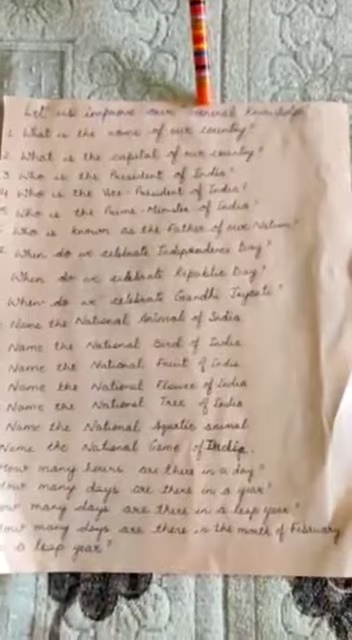 Let us improve our General Knowledge
1. What is the name of our country?
2. What is the capital of our country?
3. Who is the President of India?
4. Who is the Vice-President of India?
5. Who is the Prime-Minister of India?
Who is known as the Father of our Nation?
When do we celebrate Independence Day?
When do we celebrate Republic Day?
When do we celebrate Gandhi Jayanti?
Name the National Animal of India
Name the National Bird of India
Name the National Fruit of India
Name the National Flower of India
Name the National Tree of India
Name the National Aquatic animal
Name the National Game of India.
How many hours are there in a day?
How many days are there in a year?
How many days are there in a leap year?
How many days are there in the month of February
in a leap year?